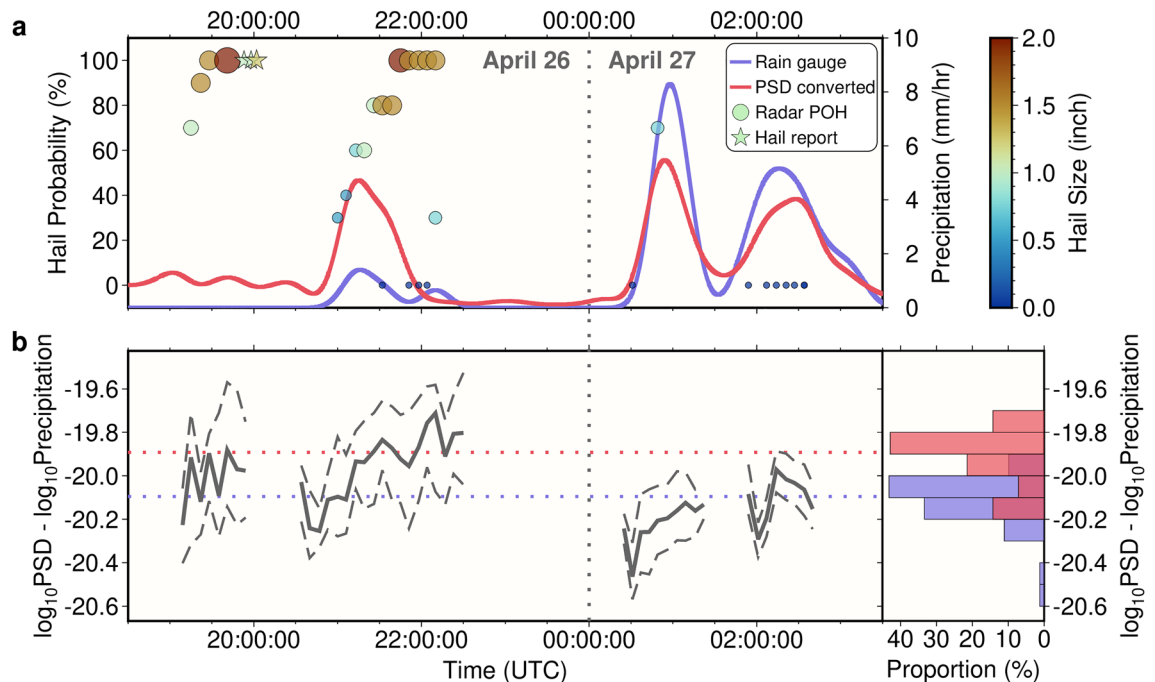 a
20:00:00 22:00:00 00:00:00 02:00:00
Hail Probability (%)
100
80
60
40
20
0
April 26
April 27
Rain gauge
PSD converted
Radar POH
Hail report
10
8
6
4
2
0
Precipitation (mm/hr)
2.0
1.5
1.0
0.5
0.0
Hail Size (inch)
b
log₁₀PSD - log₁₀Precipitation
-19.6
-19.8
-20.0
-20.2
-20.4
-20.6
20:00:00 22:00:00 00:00:00 02:00:00
Time (UTC)
40 30 20 10 0
Proportion (%)
-19.6
-19.8
-20.0
-20.2
-20.4
-20.6
log₁₀PSD - log₁₀Precipitation